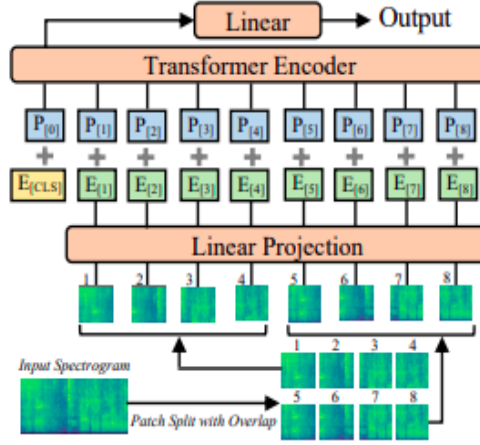 Linear Output
Transformer Encoder
P[0] P[1] P[2] P[3] P[4] P[5] P[6] P[7] P[8]
+ + + + + + + + +
E[CLS] E[1] E[2] E[3] E[4] E[5] E[6] E[7] E[8]
Linear Projection
1 2 3 4 5 6 7 8
1 2 3 4
Input Spectrogram
5 6 7 8
Patch Split with Overlap